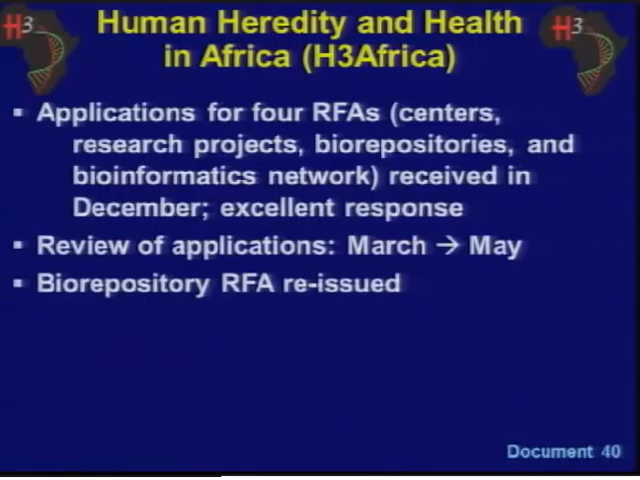 H3
Human Heredity and Health
in Africa (H3Africa)
H3
▪ Applications for four RFAs (centers,
research projects, biorepositories, and
bioinformatics network) received in
December; excellent response
▪ Review of applications: March → May
▪ Biorepository RFA re-issued
Document 40